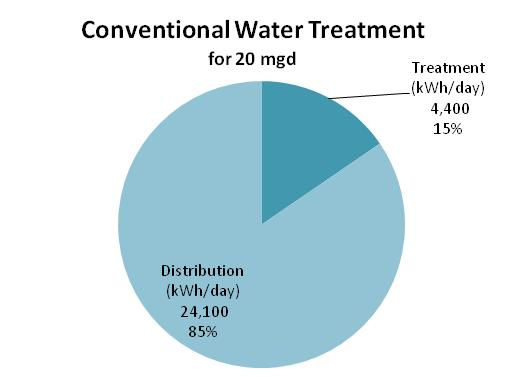 Conventional Water Treatment
for 20 mgd
Treatment
(kWh/day)
4,400
15%
Distribution
(kWh/day)
24,100
85%